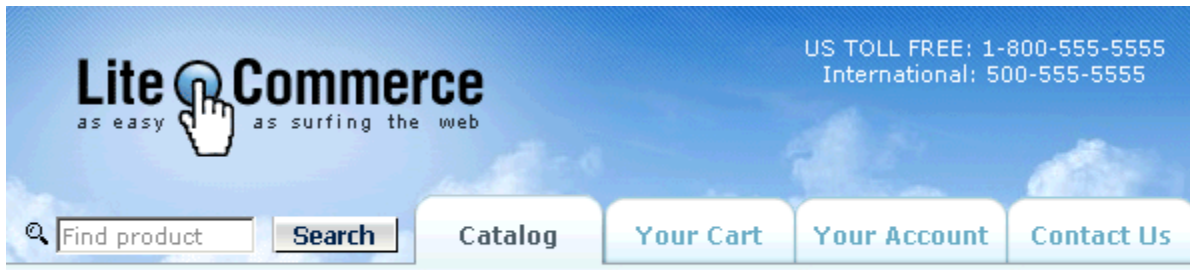 Lite Commerce
as easy as surfing the web
US TOLL FREE: 1-800-555-5555
International: 500-555-5555
Find product Search Catalog Your Cart Your Account Contact Us